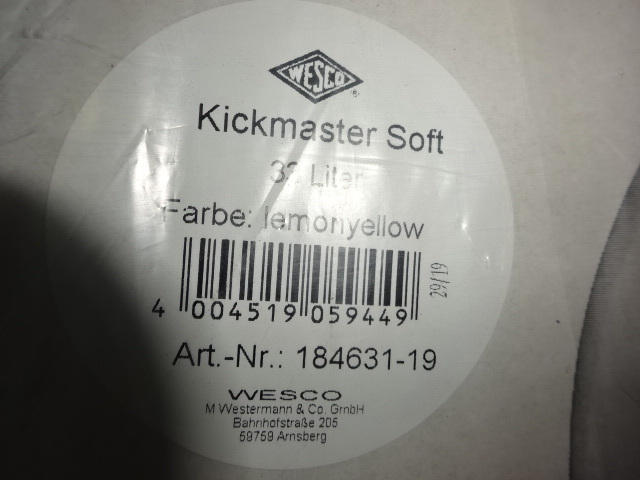 WESCO
®
Kickmaster Soft
33 Liter
Farbe: lemonyellow
29/19
4 004519 059449
Art.-Nr.: 184631-19
WESCO
M Westermann & Co. GmbH
Bahnhofstraße 205
59759 Arnsberg